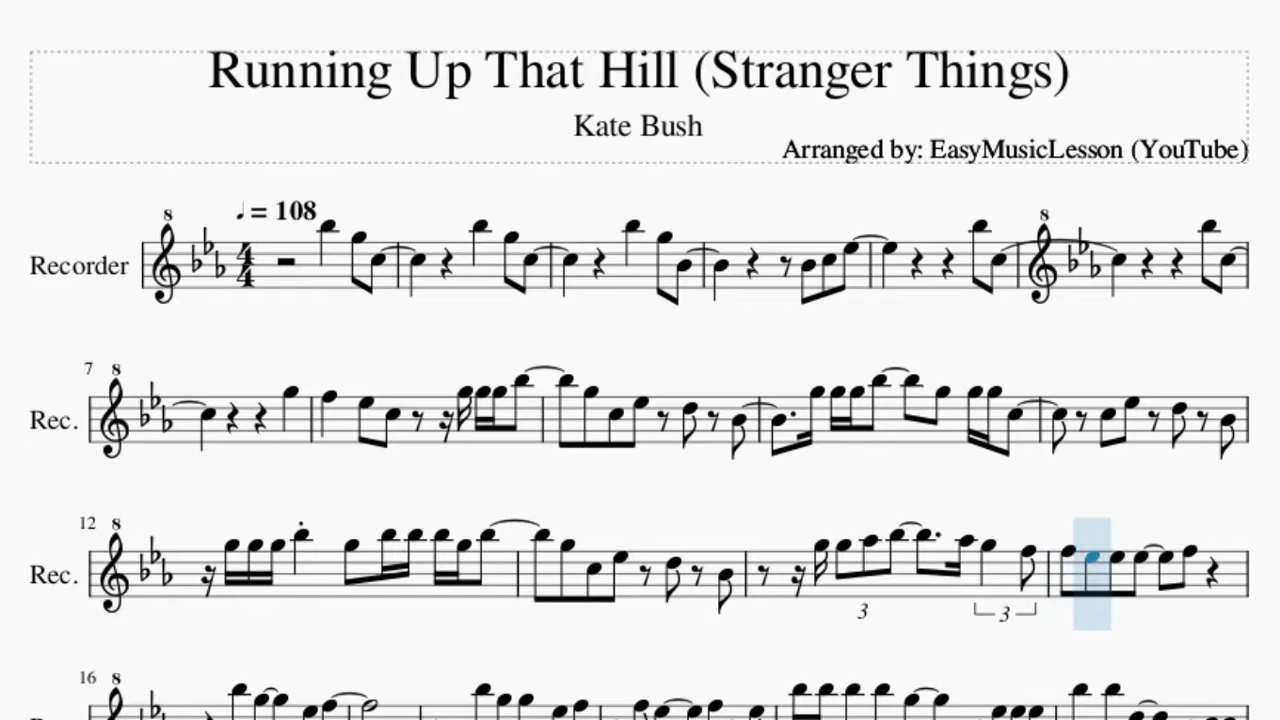 Running Up That Hill (Stranger Things)
Kate Bush
Arranged by: EasyMusicLesson (YouTube)
♩ = 108
8
8
Recorder
4
4
7
8
Rec.
12
8
Rec.
3
3
16
8